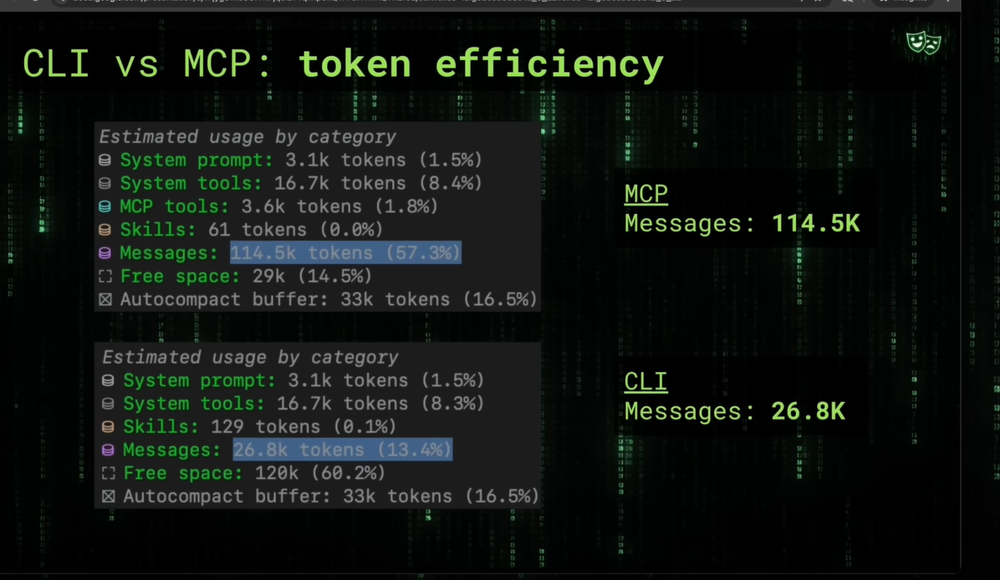 CLI vs MCP: token efficiency
Estimated usage by category
System prompt: 3.1k tokens (1.5%)
System tools: 16.7k tokens (8.4%)
MCP tools: 3.6k tokens (1.8%)
Skills: 61 tokens (0.0%)
Messages: 114.5k tokens (57.3%)
Free space: 29k (14.5%)
Autocompact buffer: 33k tokens (16.5%)
MCP
Messages: 114.5K
Estimated usage by category
System prompt: 3.1k tokens (1.5%)
System tools: 16.7k tokens (8.3%)
Skills: 129 tokens (0.1%)
Messages: 26.8k tokens (13.4%)
Free space: 120k (60.2%)
Autocompact buffer: 33k tokens (16.5%)
CLI
Messages: 26.8K